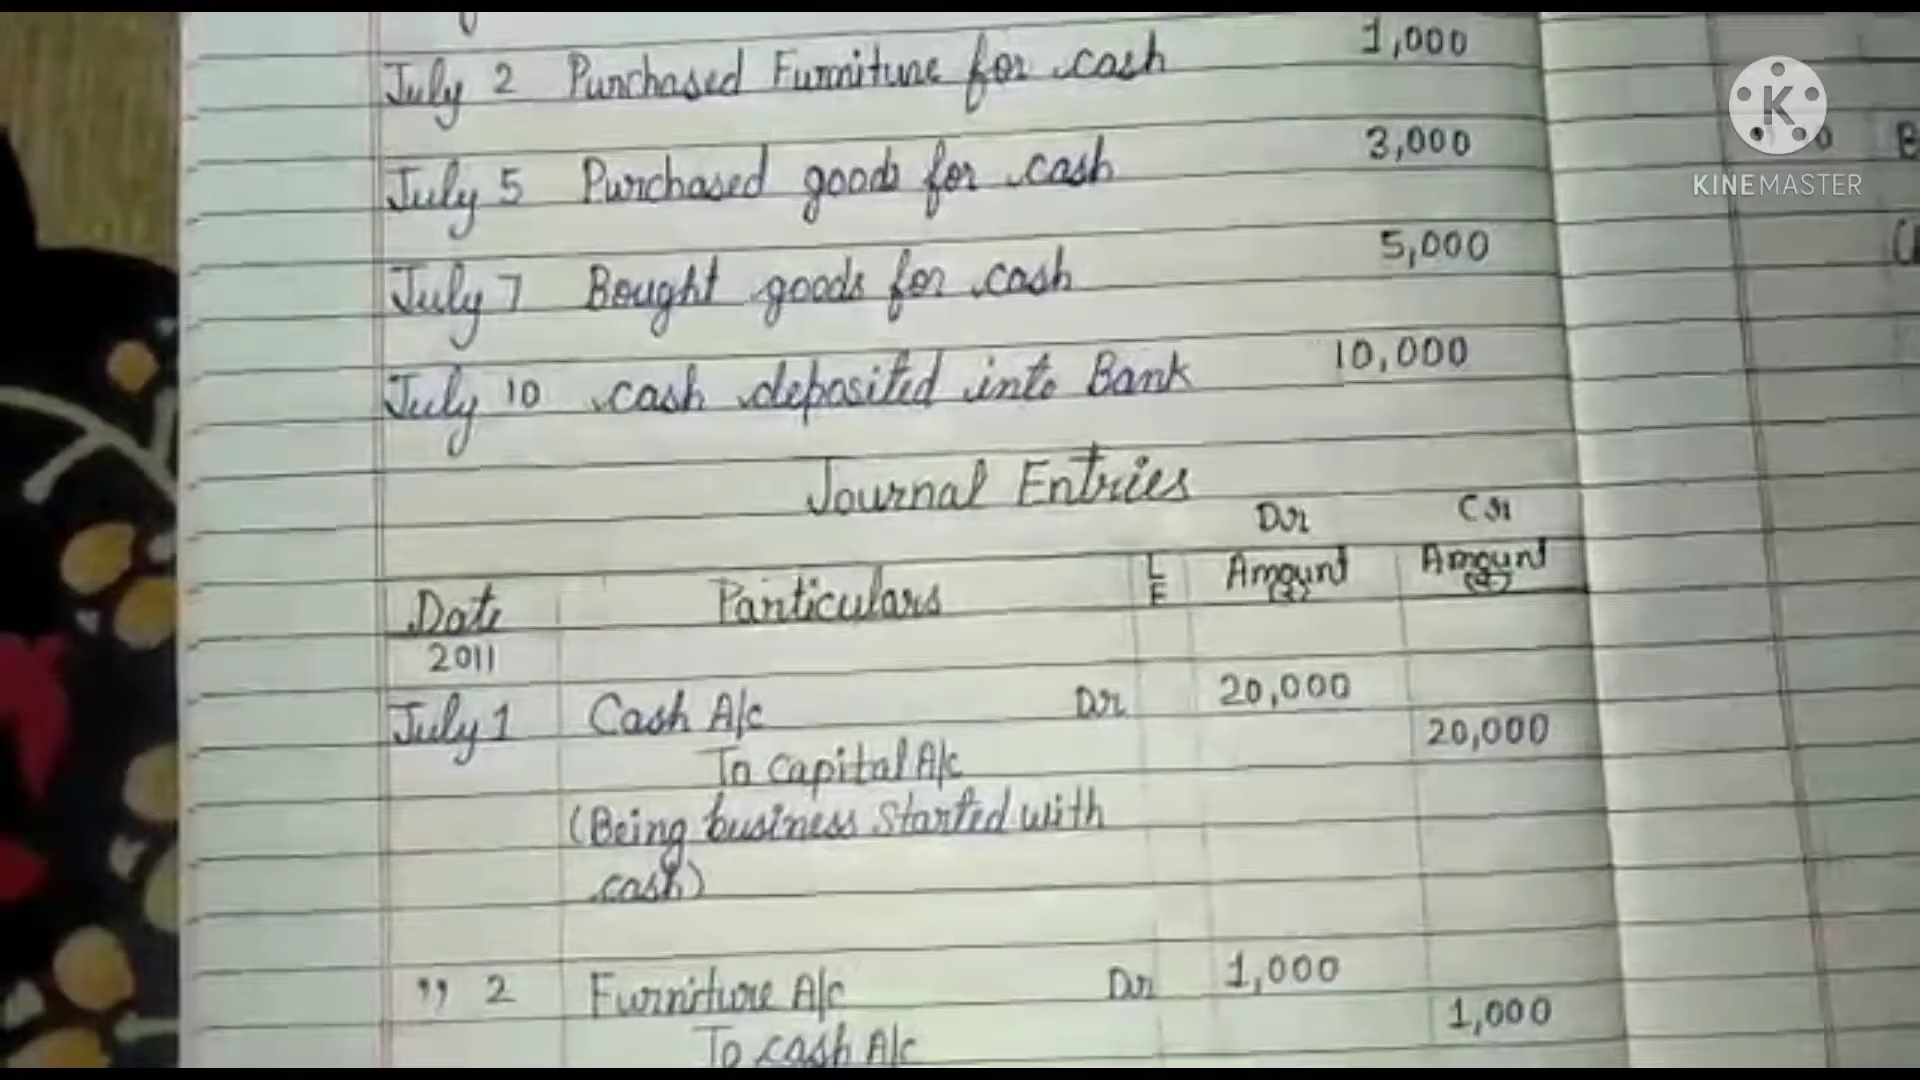 July 2 Purchased Furniture for cash 1,000
July 5 Purchased goods for cash 3,000
July 7 Bought goods for cash 5,000
July 10 cash deposited into Bank 10,000
Journal Entries
Dr Cr
Date Particulars LF Amount (₹) Amount (₹)
2011
July 1 Cash A/c Dr 20,000
To Capital A/c 20,000
(Being business Started with
cash)
" 2 Furniture A/c Dr 1,000
To cash A/c 1,000
K
KINEMASTER